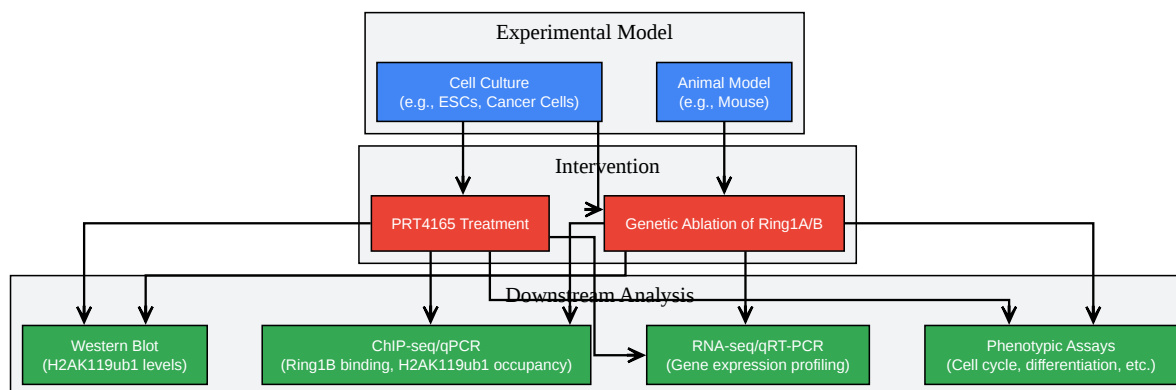 Experimental Model
Cell Culture
(e.g., ESCs, Cancer Cells)
Animal Model
(e.g., Mouse)
Intervention
PRT4165 Treatment
Genetic Ablation of Ring1A/B
Downstream Analysis
Western Blot
(H2AK119ub1 levels)
ChIP-seq/qPCR
(Ring1B binding, H2AK119ub1 occupancy)
RNA-seq/qRT-PCR
(Gene expression profiling)
Phenotypic Assays
(Cell cycle, differentiation, etc.)